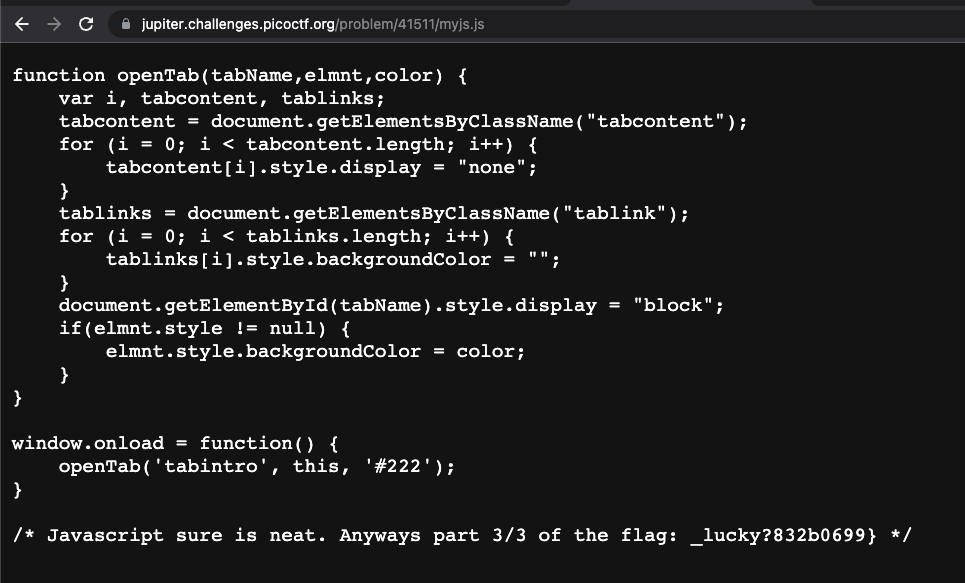 jupiter.challenges.picoctf.org/problem/41511/myjs.js
function openTab(tabName,elmnt,color) {
    var i, tabcontent, tablinks;
    tabcontent = document.getElementsByClassName("tabcontent");
    for (i = 0; i < tabcontent.length; i++) {
        tabcontent[i].style.display = "none";
    }
    tablinks = document.getElementsByClassName("tablink");
    for (i = 0; i < tablinks.length; i++) {
        tablinks[i].style.backgroundColor = "";
    }
    document.getElementById(tabName).style.display = "block";
    if(elmnt.style != null) {
        elmnt.style.backgroundColor = color;
    }
}
window.onload = function() {
    openTab('tabintro', this, '#222');
}
/* Javascript sure is neat. Anyways part 3/3 of the flag: _lucky?832b0699} */